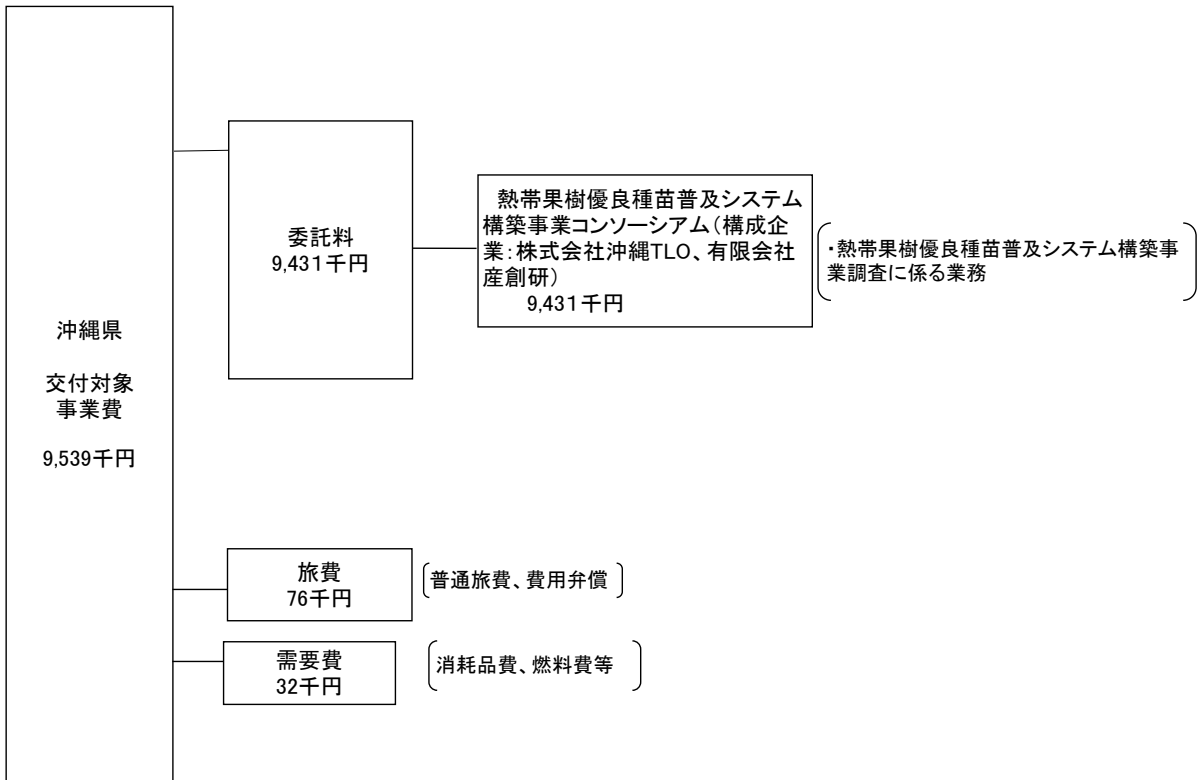 沖縄県
交付対象
事業費
9,539千円
委託料
9,431千円
熱帯果樹優良種苗普及システム
構築事業コンソーシアム(構成企
業:株式会社沖縄TLO、有限会社
産創研)
9,431千円
・熱帯果樹優良種苗普及システム構築事
業調査に係る業務
旅費
76千円
普通旅費、費用弁償
需要費
32千円
消耗品費、燃料費等